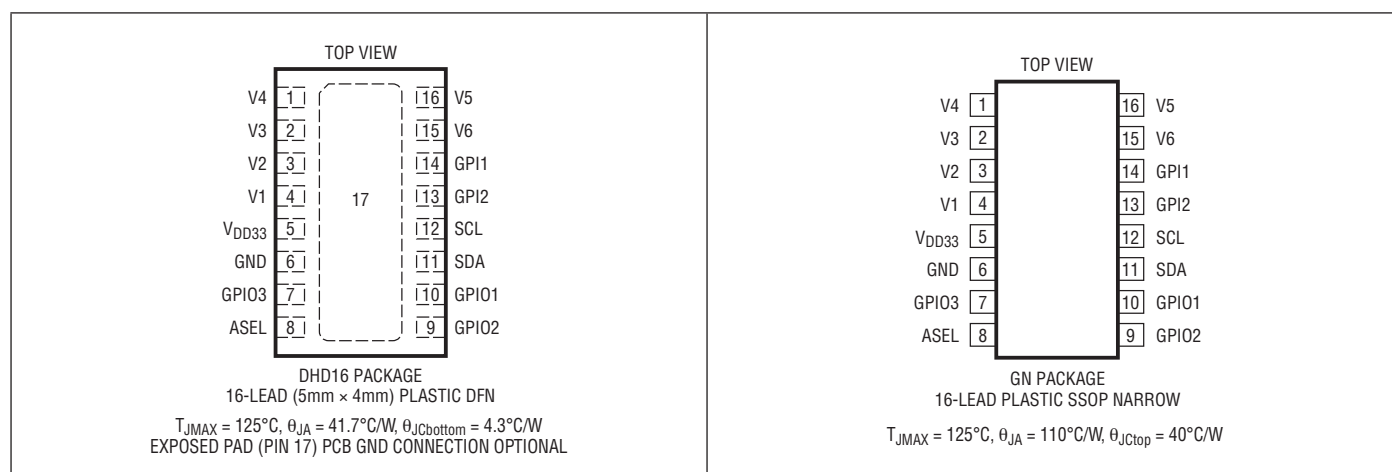 TOP VIEW
V4 1 16 V5
V3 2 15 V6
V2 3 14 GPI1
V1 4 17 13 GPI2
VDD33 5 12 SCL
GND 6 11 SDA
GPIO3 7 10 GPIO1
ASEL 8 9 GPIO2
DHD16 PACKAGE
16-LEAD (5mm × 4mm) PLASTIC DFN
TJMAX = 125°C, θJA = 41.7°C/W, θJCbottom = 4.3°C/W
EXPOSED PAD (PIN 17) PCB GND CONNECTION OPTIONAL
TOP VIEW
V4 1 16 V5
V3 2 15 V6
V2 3 14 GPI1
V1 4 13 GPI2
VDD33 5 12 SCL
GND 6 11 SDA
GPIO3 7 10 GPIO1
ASEL 8 9 GPIO2
GN PACKAGE
16-LEAD PLASTIC SSOP NARROW
TJMAX = 125°C, θJA = 110°C/W, θJCtop = 40°C/W